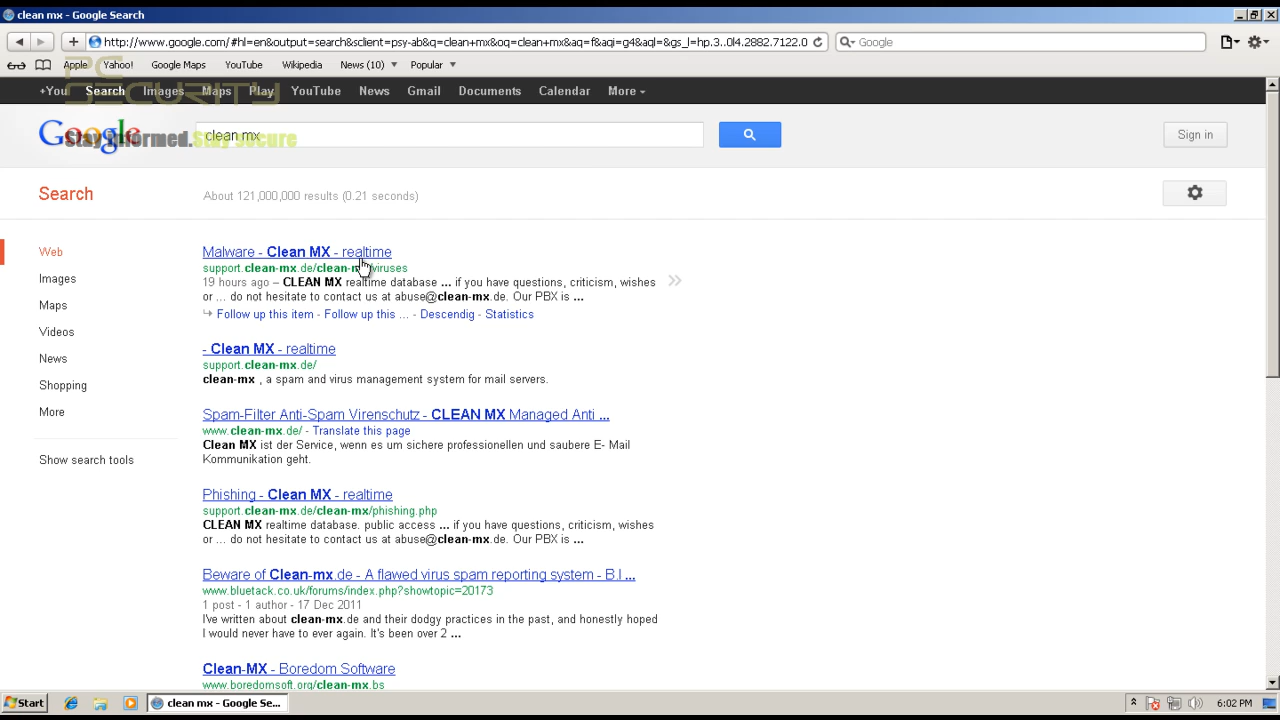 clean mx - Google Search
http://www.google.com/#hl=en&output=search&sclient=psy-ab&q=clean+mx&oq=clean+mx&aq=f&aqi=g4&aql=&gs_l=hp.3..0l4.2882.7122.0
Google
Apple Yahoo! Google Maps YouTube Wikipedia News (10) Popular
PC SECURITY
+You Search Images Maps Play YouTube News Gmail Documents Calendar More
Google
clean mx
Sign in
Stay informed.Stay secure
Search
About 121,000,000 results (0.21 seconds)
Web
Images
Maps
Videos
News
Shopping
More
Show search tools
Malware - Clean MX - realtime
support.clean-mx.de/clean-mx/viruses
19 hours ago – CLEAN MX realtime database ... if you have questions, criticism, wishes
or ... do not hesitate to contact us at abuse@clean-mx.de. Our PBX is ...
Follow up this item - Follow up this ... - Descendig - Statistics
- Clean MX - realtime
support.clean-mx.de/
clean-mx , a spam and virus management system for mail servers.
Spam-Filter Anti-Spam Virenschutz - CLEAN MX Managed Anti ...
www.clean-mx.de/ - Translate this page
Clean MX ist der Service, wenn es um sichere professionellen und saubere E- Mail
Kommunikation geht.
Phishing - Clean MX - realtime
support.clean-mx.de/clean-mx/phishing.php
CLEAN MX realtime database. public access ... if you have questions, criticism, wishes
or ... do not hesitate to contact us at abuse@clean-mx.de. Our PBX is ...
Beware of Clean-mx.de - A flawed virus spam reporting system - B.I ...
www.bluetack.co.uk/forums/index.php?showtopic=20173
1 post - 1 author - 17 Dec 2011
I've written about clean-mx.de and their dodgy practices in the past, and honestly hoped
I would never have to ever again. It's been over 2 ...
Clean-MX - Boredom Software
www.boredomsoft.org/clean-mx.bs
Start
clean mx - Google Se...
6:02 PM